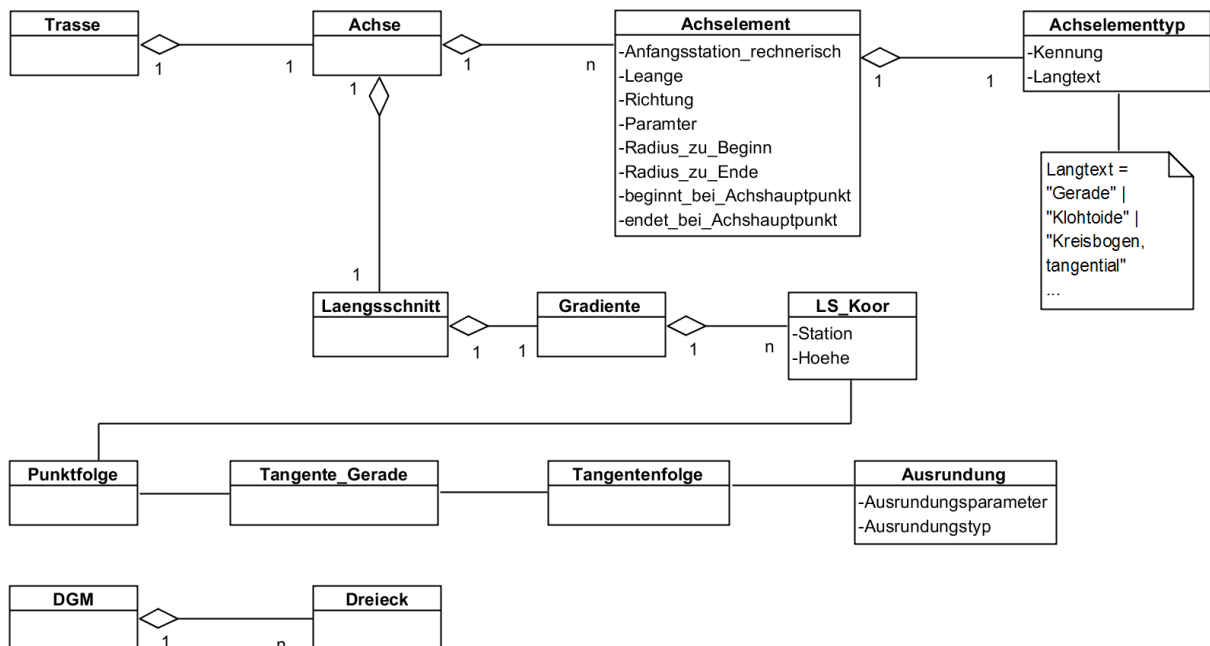 Trasse
1
1
Achse
1
n
1
Achselement
-Anfangsstation_rechnerisch
-Leange
-Richtung
-Paramter
-Radius_zu_Beginn
-Radius_zu_Ende
-beginnt_bei_Achshauptpunkt
-endet_bei_Achshauptpunkt
1
1
Achselementtyp
-Kennung
-Langtext
Langtext =
"Gerade" |
"Klohtoide" |
"Kreisbogen,
tangential"
...
1
Laengsschnitt
1
1
Gradiente
1
n
LS_Koor
-Station
-Hoehe
Punktfolge
Tangente_Gerade
Tangentenfolge
Ausrundung
-Ausrundungsparameter
-Ausrundungstyp
DGM
1
n
Dreieck